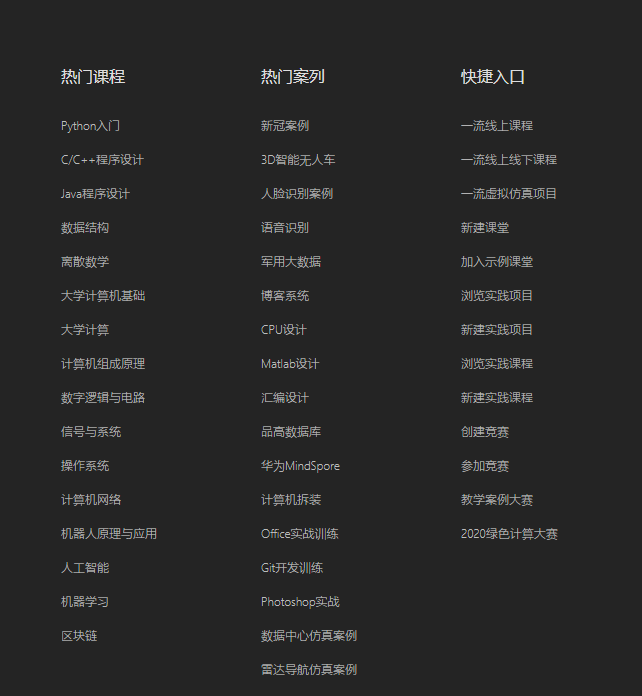 热门课程
Python入门
C/C++程序设计
Java程序设计
数据结构
离散数学
大学计算机基础
大学计算
计算机组成原理
数字逻辑与电路
信号与系统
操作系统
计算机网络
机器人原理与应用
人工智能
机器学习
区块链
热门案列
新冠案例
3D智能无人车
人脸识别案例
语音识别
军用大数据
博客系统
CPU设计
Matlab设计
汇编设计
品高数据库
华为MindSpore
计算机拆装
Office实战训练
Git开发训练
Photoshop实战
数据中心仿真案例
雷达导航仿真案例
快捷入口
一流线上课程
一流线上线下课程
一流虚拟仿真项目
新建课堂
加入示例课堂
浏览实践项目
新建实践项目
浏览实践课程
新建实践课程
创建竞赛
参加竞赛
教学案例大赛
2020绿色计算大赛